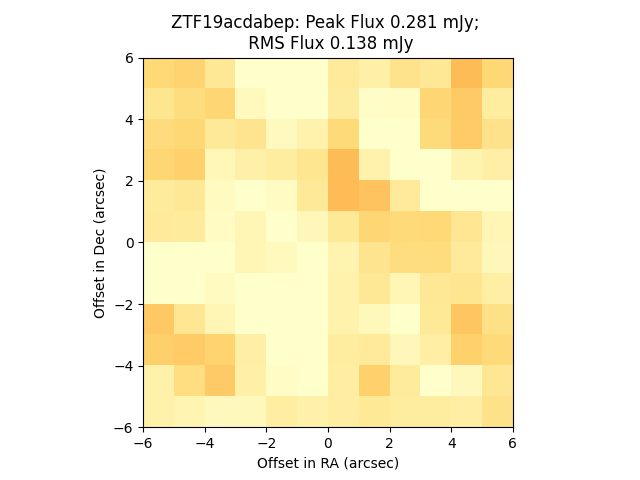 ZTF19acdabep: Peak Flux 0.281 mJy;
RMS Flux 0.138 mJy
6
4
2
0
−2
−4
−6
Offset in Dec (arcsec)
−6 −4 −2 0 2 4 6
Offset in RA (arcsec)